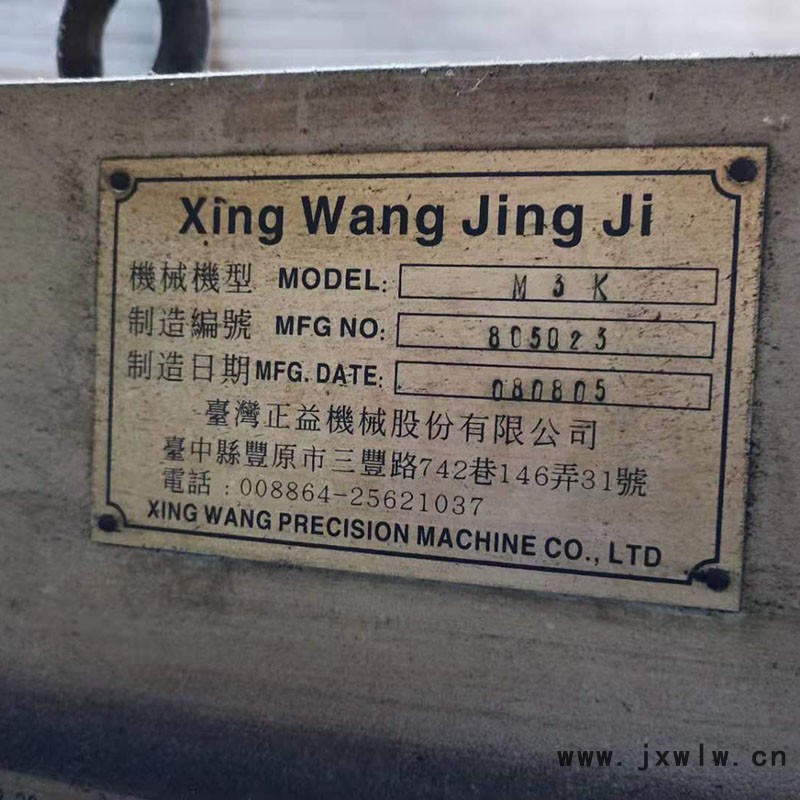 Xing Wang Jing Ji
機械機型 MODEL: M3K
制造編號 MFG NO: 805023
制造日期 MFG. DATE: 080805
臺灣正益機械股份有限公司
臺中縣豐原市三豐路742巷146弄31號
電話：008864-25621037
XING WANG PRECISION MACHINE CO., LTD
www.jxwlw.cn